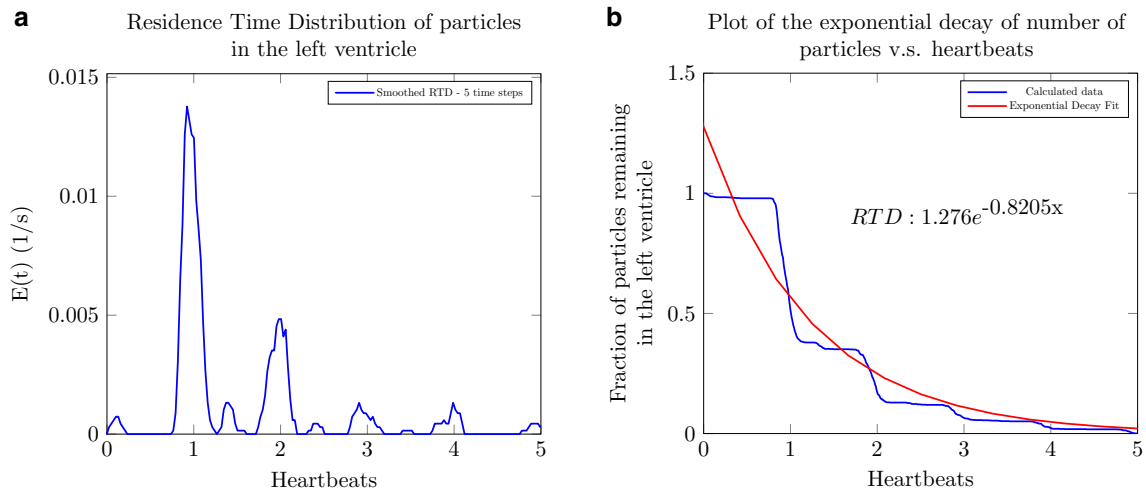 a
Residence Time Distribution of particles
in the left ventricle
0.015
0.01
0.005
0
E(t) (1/s)
Smoothed RTD - 5 time steps
0 1 2 3 4 5
Heartbeats
b
Plot of the exponential decay of number of
particles v.s. heartbeats
1.5
1
0.5
0
Fraction of particles remaining
in the left ventricle
Calculated data
Exponential Decay Fit
RTD : 1.276e^-0.8205x
0 1 2 3 4 5
Heartbeats